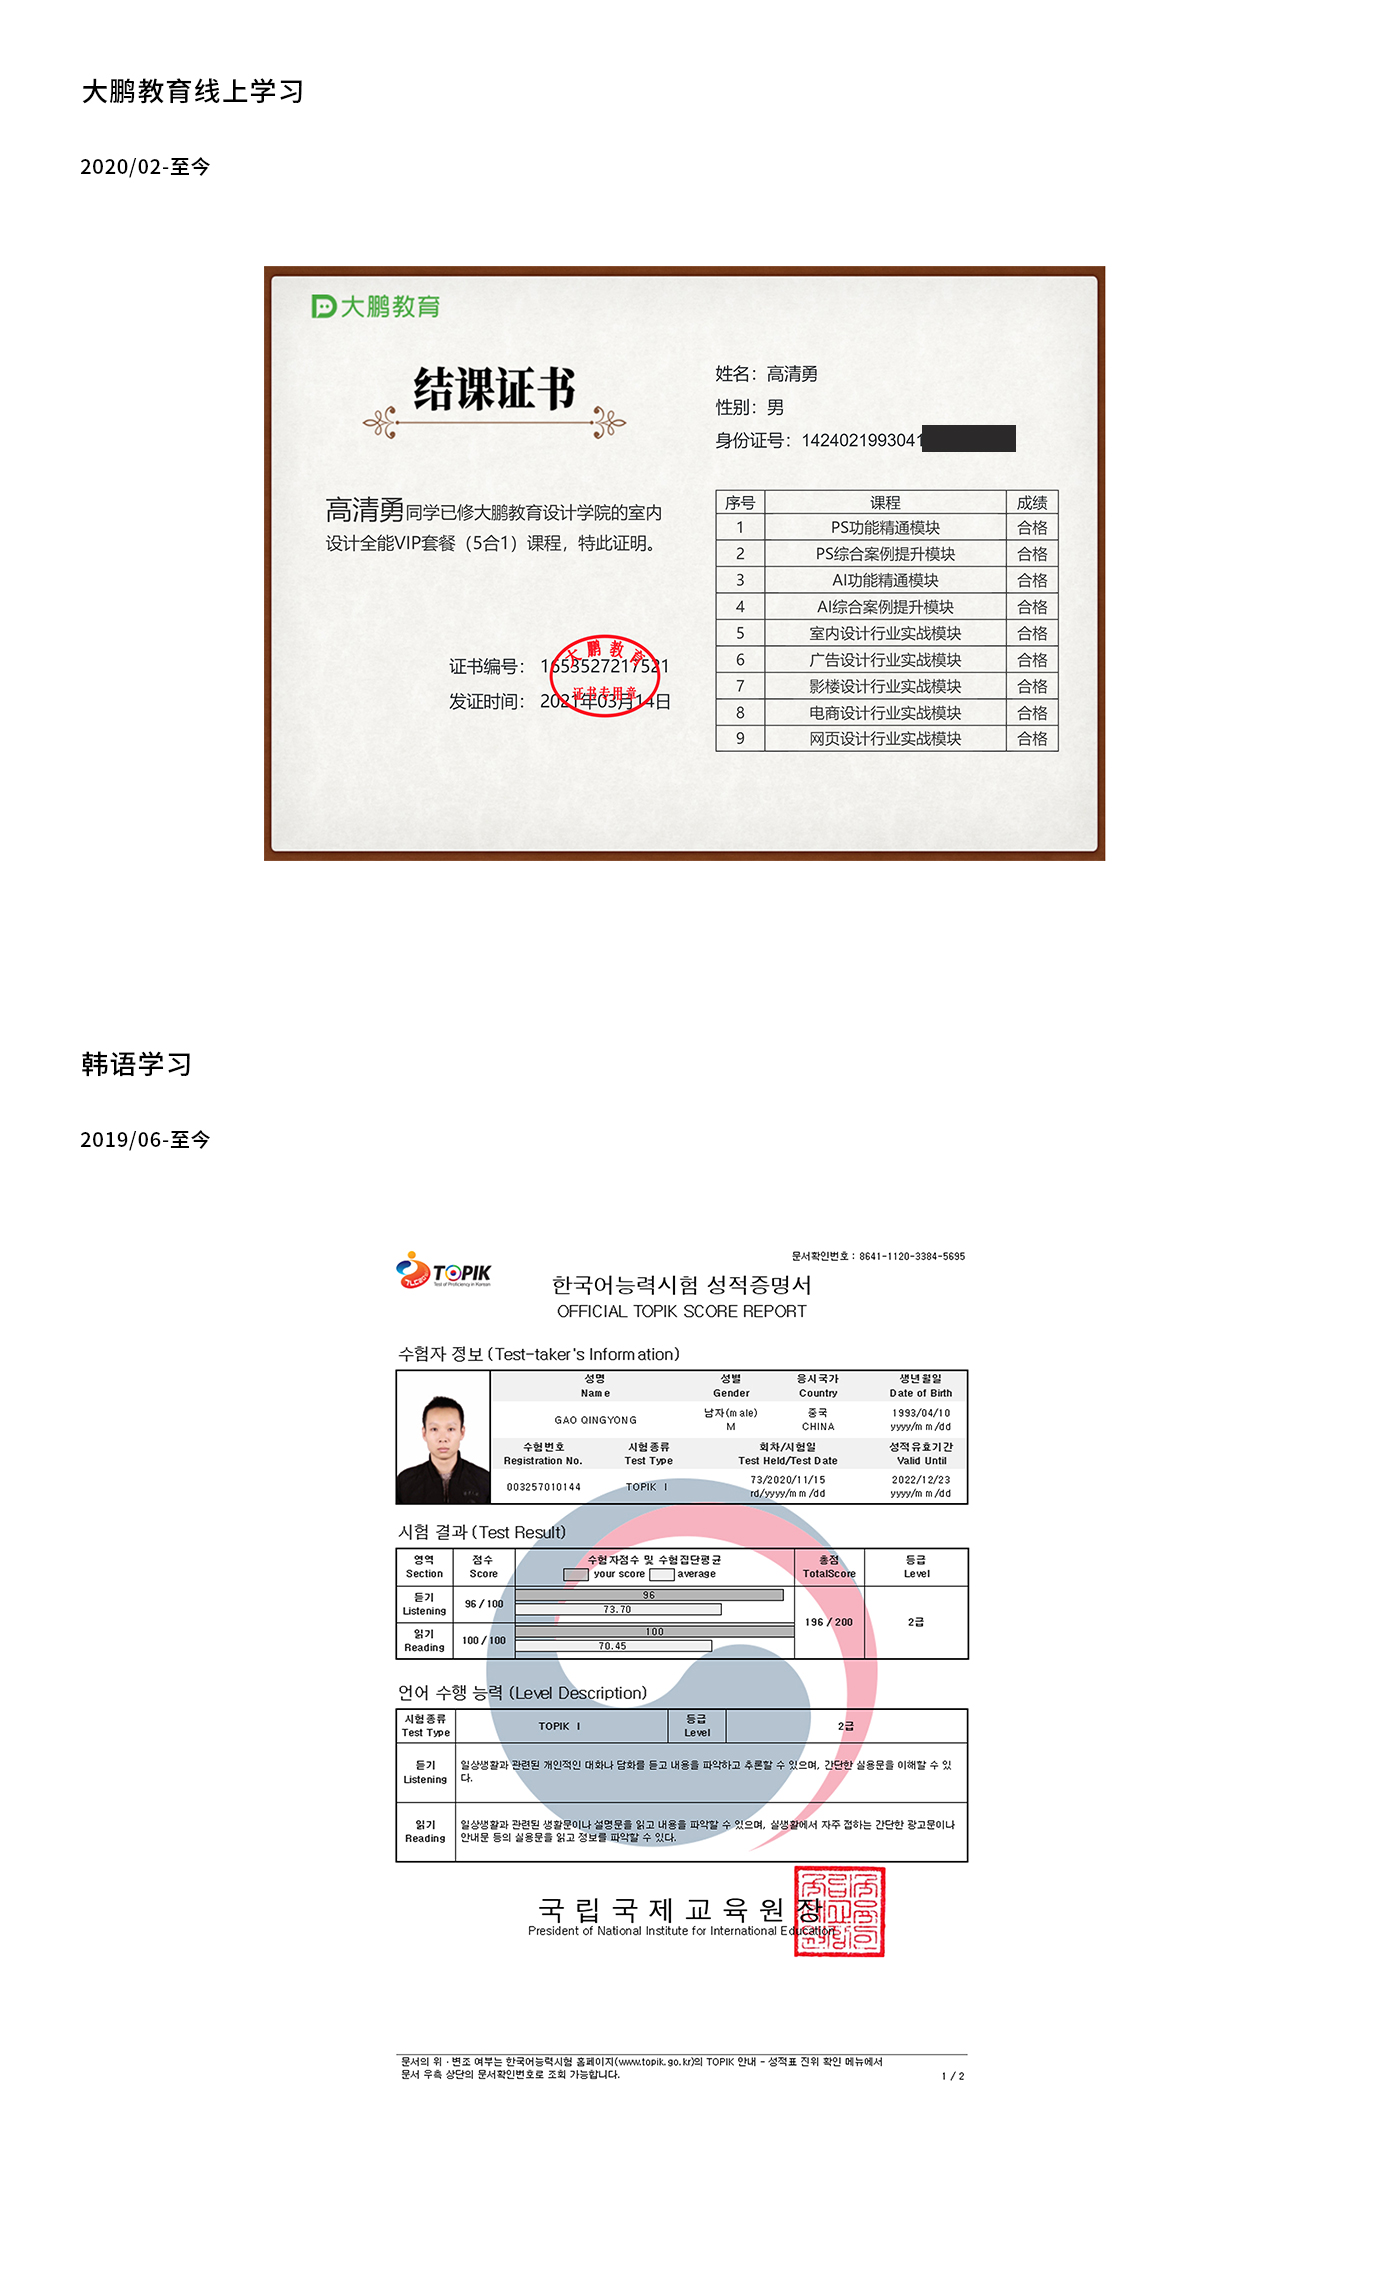 大鹏教育线上学习
2020/02-至今
大鹏教育
结课证书
高清勇同学已修大鹏教育设计学院的室内
设计全能VIP套餐（5合1）课程，特此证明。
证书编号： 1653527217521
发证时间： 2021年03月14日
大鹏教育
证书专用章
姓名：高清勇
性别：男
身份证号：1424021993041
序号 课程 成绩
1 PS功能精通模块 合格
2 PS综合案例提升模块 合格
3 AI功能精通模块 合格
4 AI综合案例提升模块 合格
5 室内设计行业实战模块 合格
6 广告设计行业实战模块 合格
7 影楼设计行业实战模块 合格
8 电商设计行业实战模块 合格
9 网页设计行业实战模块 合格
韩语学习
2019/06-至今
문서확인번호 : 8641-1120-3384-5695
TOPIK
Test of Proficiency in Korean
한국어능력시험 성적증명서
OFFICIAL TOPIK SCORE REPORT
수험자 정보 (Test-taker's Information)
성명 성별 응시국가 생년월일
Name Gender Country Date of Birth
GAO QINGYONG 남자(male) 중국 1993/04/10
M CHINA yyyy/mm/dd
수험번호 시험종류 회차/시험일 성적유효기간
Registration No. Test Type Test Held/Test Date Valid Until
003257010144 TOPIK I 73/2020/11/15 2022/12/23
rd/yyyy/mm/dd yyyy/mm/dd
시험 결과 (Test Result)
영역 점수 수험자점수 및 수험집단평균 총점 등급
Section Score your score average TotalScore Level
듣기 96
Listening 96 / 100 73.70
196 / 200 2급
읽기 100
Reading 100 / 100 70.45
언어 수행 능력 (Level Description)
시험종류 TOPIK I 등급 2급
Test Type Level
듣기 일상생활과 관련된 개인적인 대화나 담화를 듣고 내용을 파악하고 추론할 수 있으며, 간단한 실용문을 이해할 수 있
Listening 다.
읽기 일상생활과 관련된 생활문이나 설명문을 읽고 내용을 파악할 수 있으며, 실생활에서 자주 접하는 간단한 광고문이나
Reading 안내문 등의 실용문을 읽고 정보를 파악할 수 있다.
국립국제교육원장
President of National Institute for International Education
문서의 위ㆍ변조 여부는 한국어능력시험 홈페이지(www.topik.go.kr)의 TOPIK 안내 - 성적표 진위 확인 메뉴에서
문서 우측 상단의 문서확인번호로 조회 가능합니다.
1 / 2